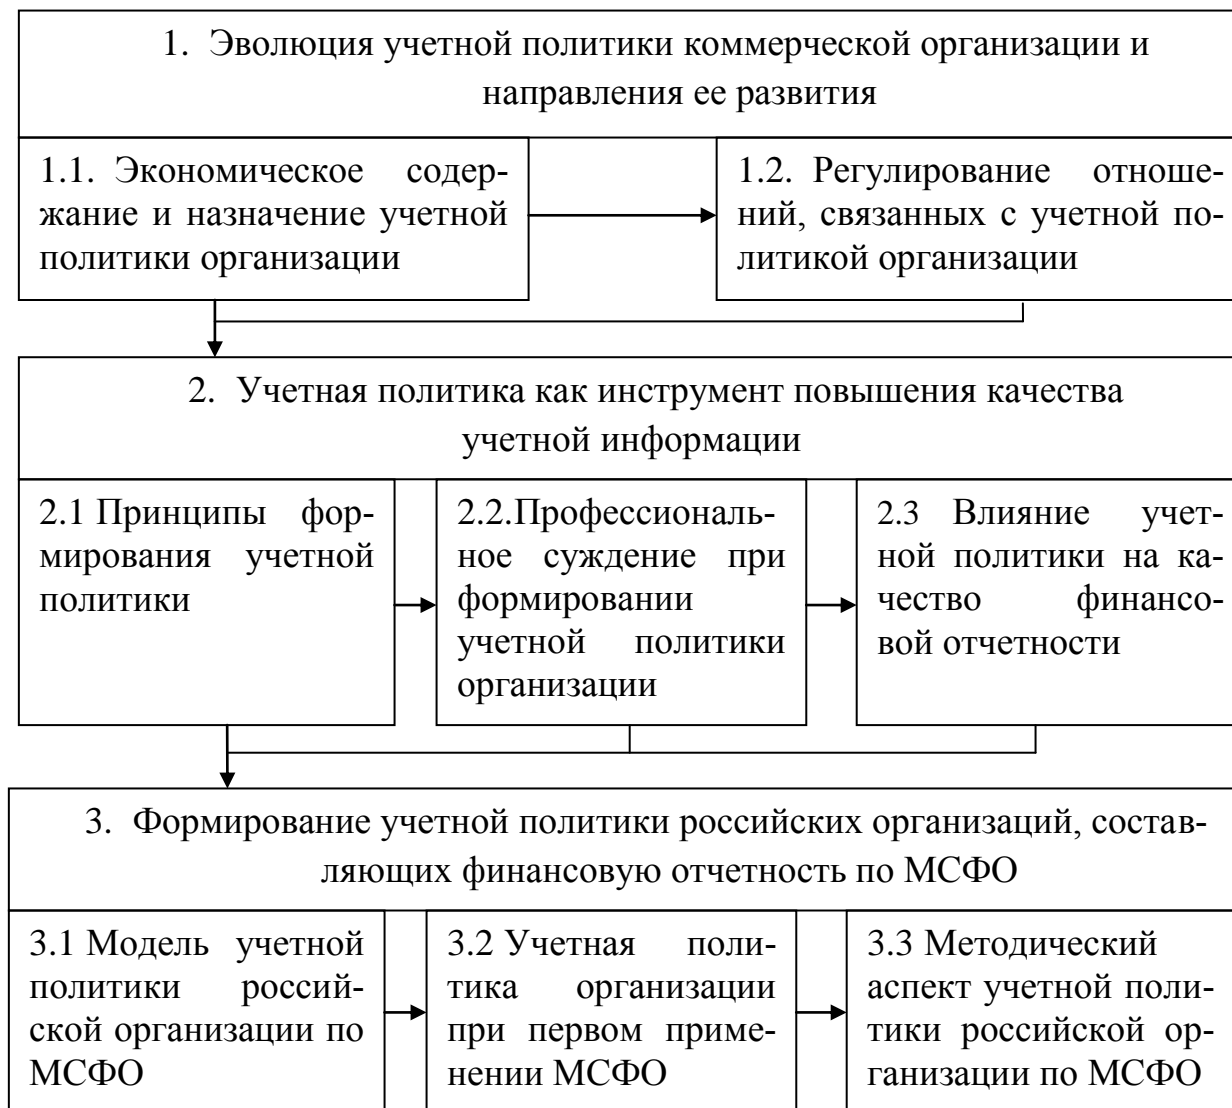 1. Эволюция учетной политики коммерческой организации и
направления ее развития
1.1. Экономическое содер-
жание и назначение учетной
политики организации
1.2. Регулирование отноше-
ний, связанных с учетной по-
литикой организации
2. Учетная политика как инструмент повышения качества
учетной информации
2.1 Принципы фор-
мирования учетной
политики
2.2.Профессиональ-
ное суждение при
формировании
учетной политики
организации
2.3 Влияние учет-
ной политики на ка-
чество финансо-
вой отчетности
3. Формирование учетной политики российских организаций, состав-
ляющих финансовую отчетность по МСФО
3.1 Модель учетной
политики россий-
ской организации по
МСФО
3.2 Учетная поли-
тика организации
при первом приме-
нении МСФО
3.3 Методический
аспект учетной поли-
тики российской ор-
ганизации по МСФО